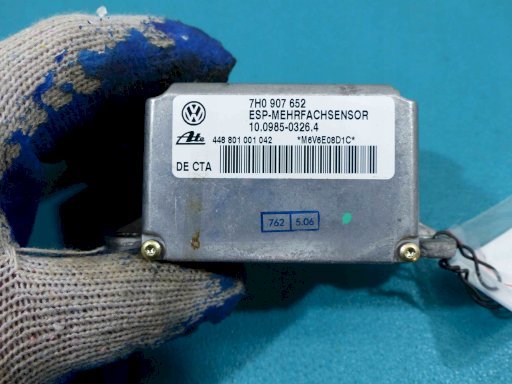 7H0 907 652
ESP-MEHRFACHSENSOR
10.0985-0326.4
Ate 448 801 001 042 *M6V6E08D1C*
DE CTA
762 5.06